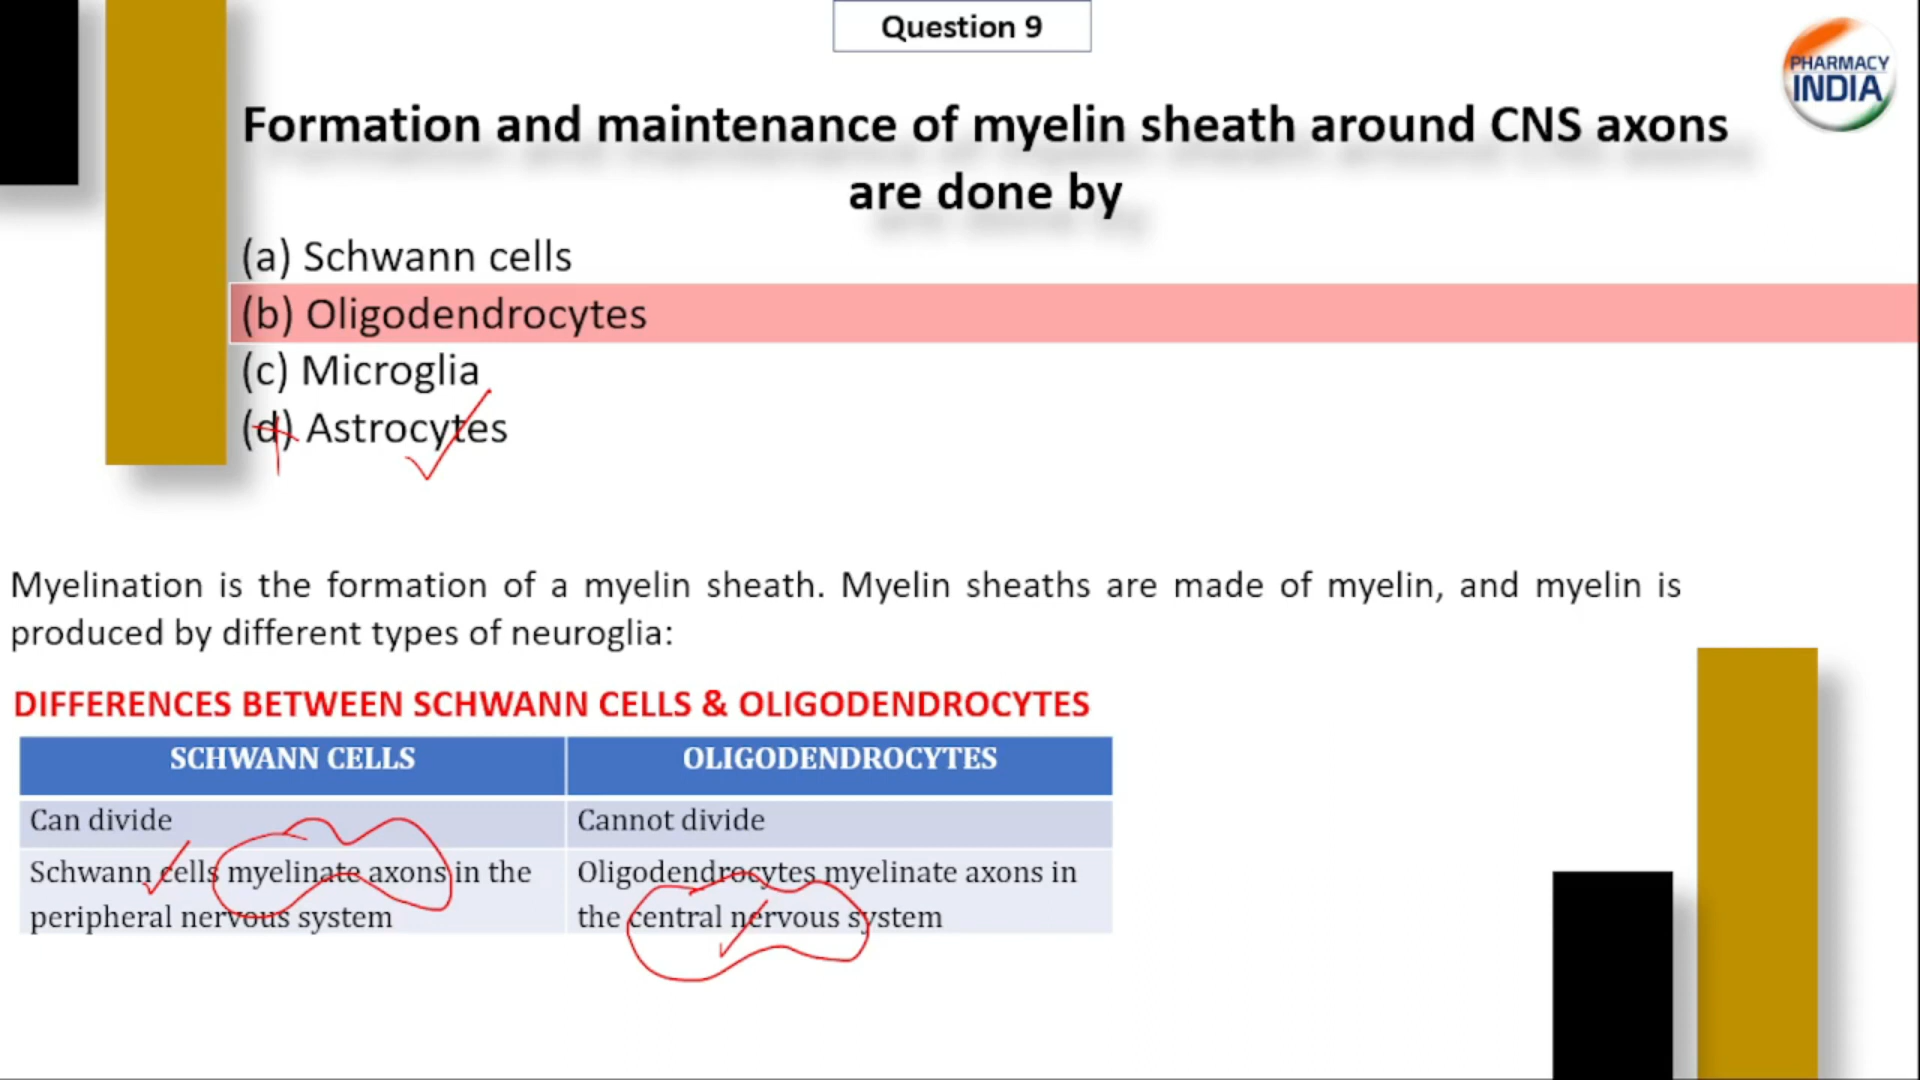 Question 9
PHARMACY
INDIA
Formation and maintenance of myelin sheath around CNS axons
are done by
(a) Schwann cells
(b) Oligodendrocytes
(c) Microglia
(d) Astrocytes
Myelination is the formation of a myelin sheath. Myelin sheaths are made of myelin, and myelin is
produced by different types of neuroglia:
DIFFERENCES BETWEEN SCHWANN CELLS & OLIGODENDROCYTES
SCHWANN CELLS OLIGODENDROCYTES
Can divide Cannot divide
Schwann cells myelinate axons in the Oligodendrocytes myelinate axons in
peripheral nervous system the central nervous system